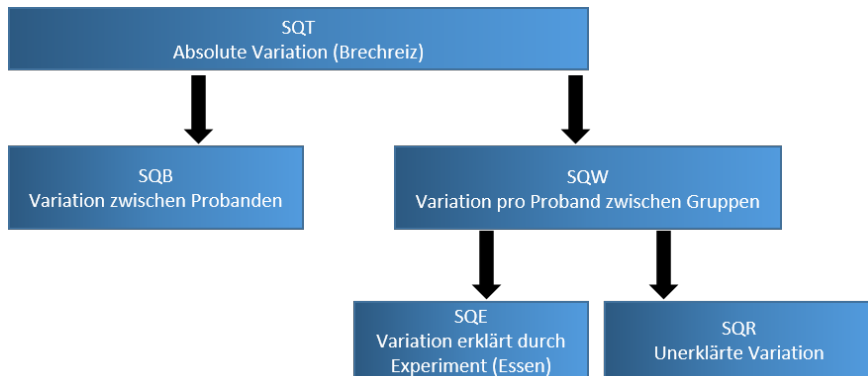 SQT
Absolute Variation (Brechreiz)
SQB
Variation zwischen Probanden
SQW
Variation pro Proband zwischen Gruppen
SQE
Variation erklärt durch
Experiment (Essen)
SQR
Unerklärte Variation